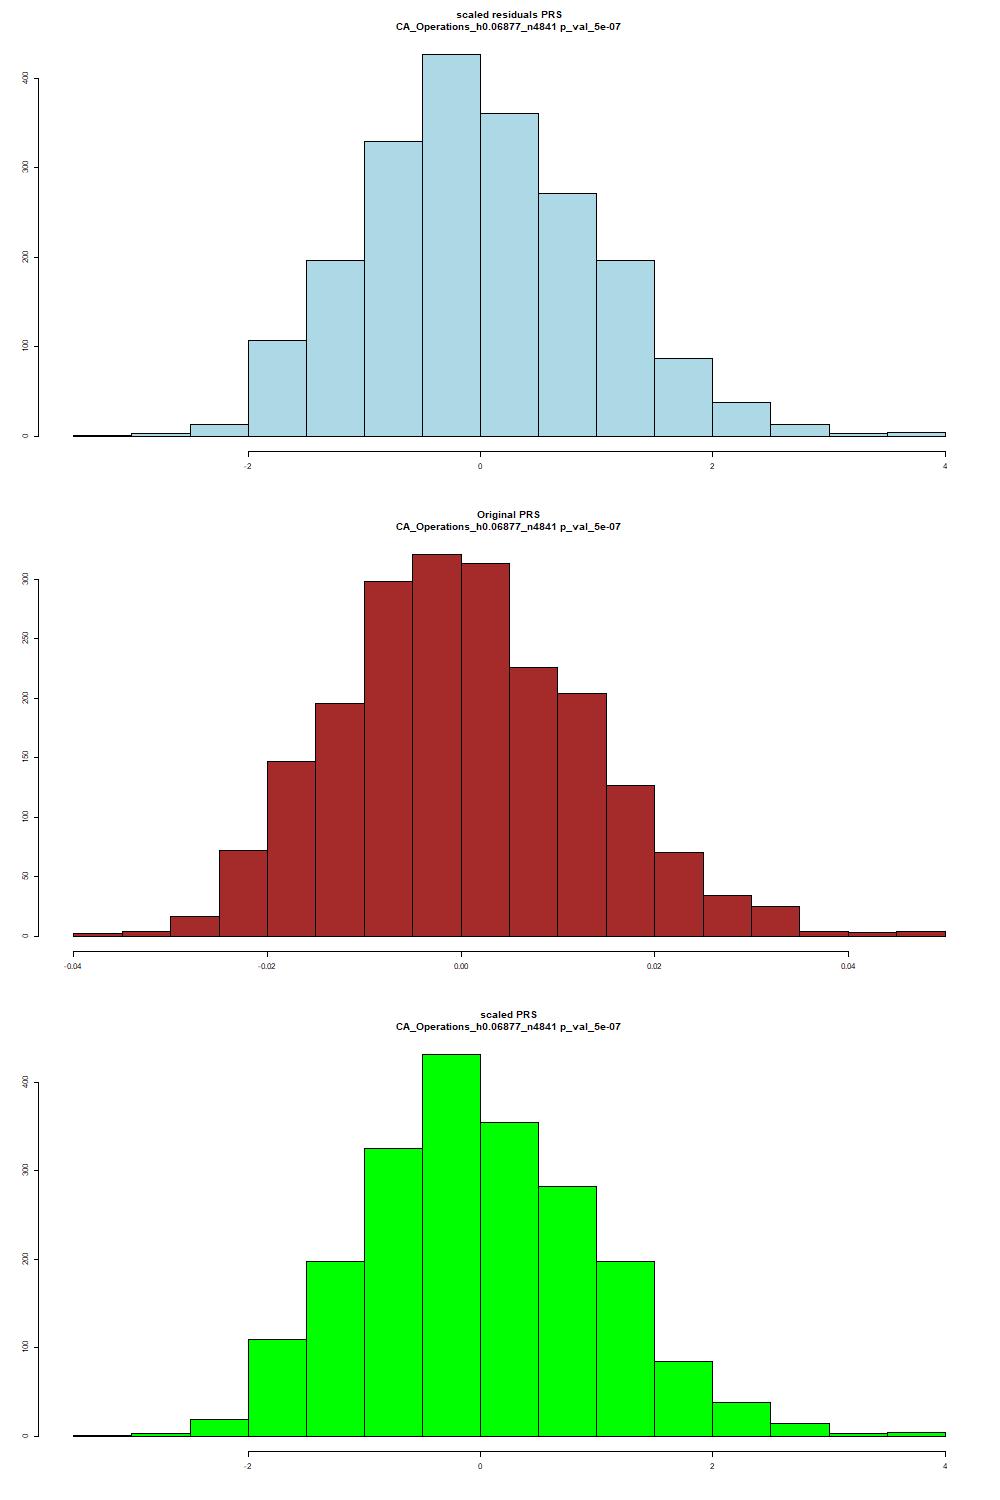 scaled residuals PRS
CA_Operations_h0.06877_n4841 p_val_5e-07
400
300
200
100
0
-2 0 2 4
Original PRS
CA_Operations_h0.06877_n4841 p_val_5e-07
300
250
200
150
100
50
0
-0.04 -0.02 0.00 0.02 0.04
scaled PRS
CA_Operations_h0.06877_n4841 p_val_5e-07
400
300
200
100
0
-2 0 2 4